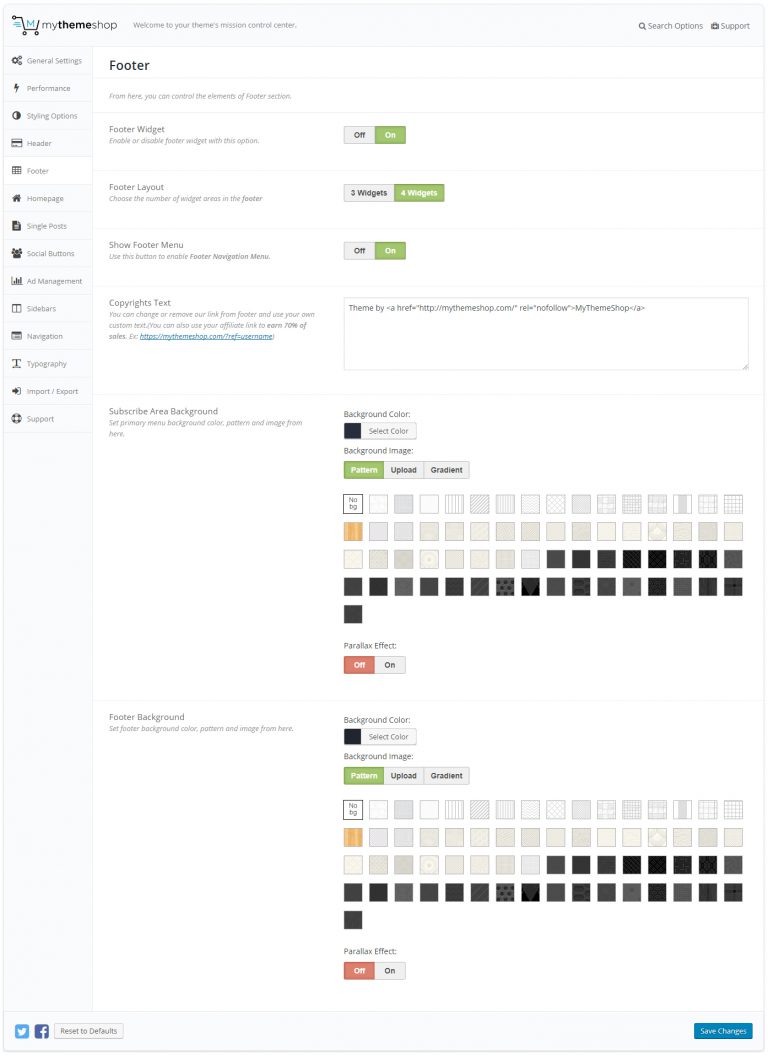 mythemeshop
Welcome to your theme's mission control center.
Search Options
Support
General Settings
Performance
Styling Options
Header
Footer
Homepage
Single Posts
Social Buttons
Ad Management
Sidebars
Navigation
Typography
Import / Export
Support
Footer
From here, you can control the elements of Footer section.
Footer Widget
Enable or disable footer widget with this option.
Off On
Footer Layout
Choose the number of widget areas in the footer
3 Widgets 4 Widgets
Show Footer Menu
Use this button to enable Footer Navigation Menu.
Off On
Copyrights Text
You can change or remove our link from footer and use your own
custom text.(You can also use your affiliate link to earn 70% of
sales. Ex: https://mythemeshop.com/?ref=username)
Theme by <a href="http://mythemeshop.com/" rel="nofollow">MyThemeShop</a>
Subscribe Area Background
Set primary menu background color, pattern and image from
here.
Background Color:
Select Color
Background Image:
Pattern Upload Gradient
No
bg
Parallax Effect:
Off On
Footer Background
Set footer background color, pattern and image from here.
Background Color:
Select Color
Background Image:
Pattern Upload Gradient
No
bg
Parallax Effect:
Off On
Reset to Defaults
Save Changes